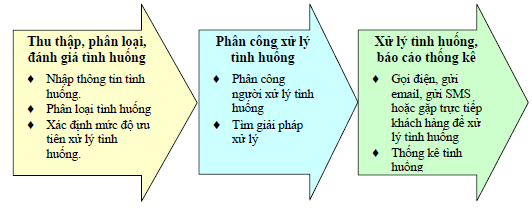 Thu thập, phân loại,
đánh giá tình huống
♦ Nhập thông tin tình
huống.
♦ Phân loại tình huống
♦ Xác định mức độ ưu
tiên xử lý tình
huống.
Phân công xử lý
tình huống
♦ Phân công
người xử lý tình
huống
♦ Tìm giải pháp
xử lý
Xử lý tình huống,
báo cáo thống kê
♦ Gọi điện, gửi
email, gửi SMS
hoặc gặp trực tiếp
khách hàng để xử
lý tình huống
♦ Thống kê tình
huống